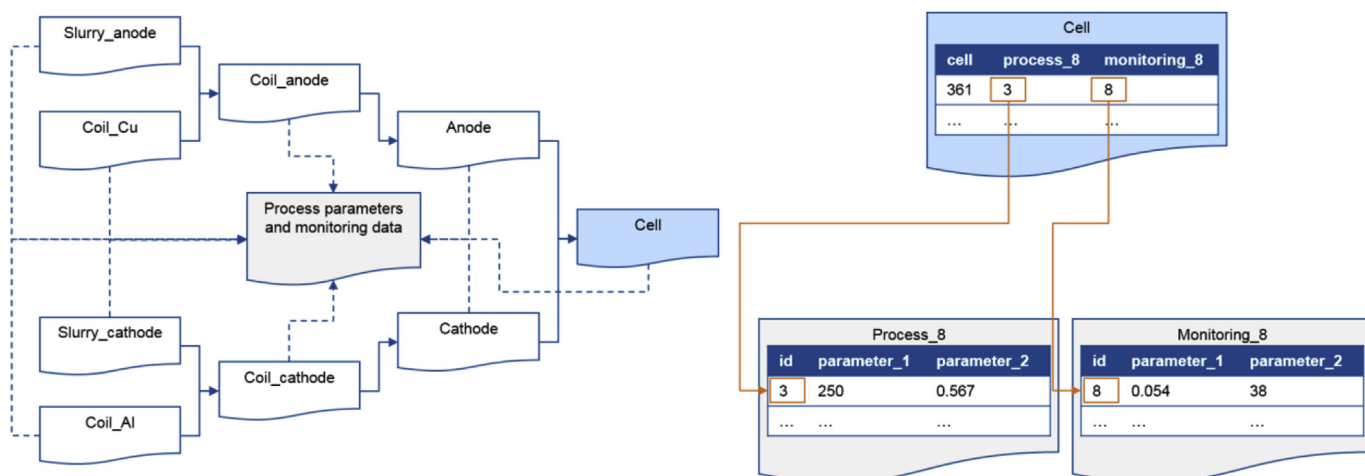 Slurry_anode
Coil_anode
Coil_Cu
Anode
Process parameters
and monitoring data
Cell
Slurry_cathode
Cathode
Coil_cathode
Coil_Al
Cell
cell process_8 monitoring_8
361 3 8
... ... ...
Process_8
id parameter_1 parameter_2
3 250 0.567
... ... ...
Monitoring_8
id parameter_1 parameter_2
8 0.054 38
... ... ...